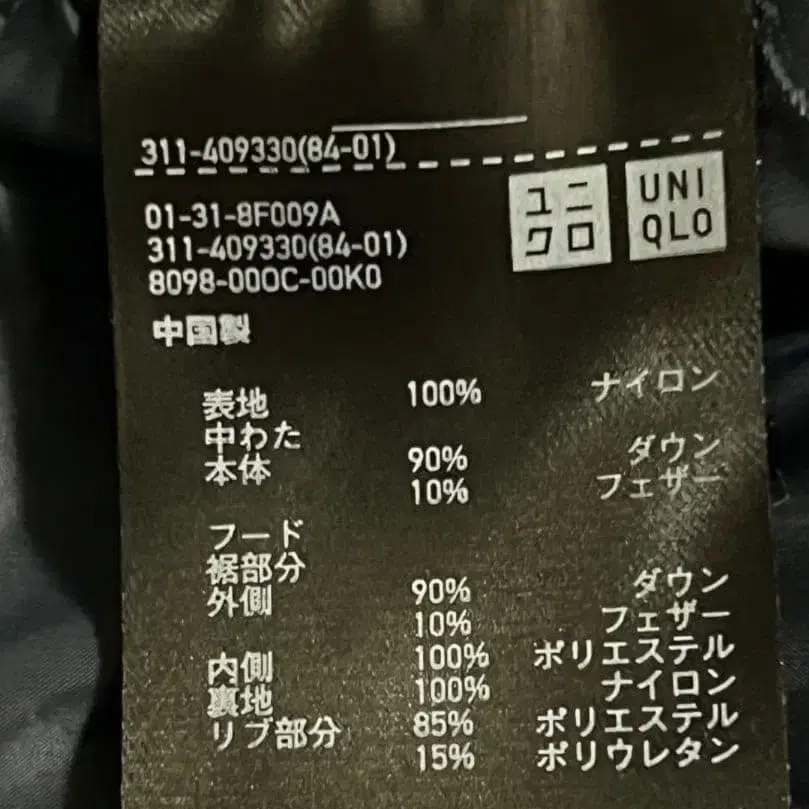 311-409330(84-01)
ユニ
クロ
UNI
QLO
01-31-8F009A
311-409330(84-01)
8098-000C-00K0
中国製
表地 100% ナイロン
中わた
本体 90% ダウン
10% フェザー
フード
裾部分
外側 90% ダウン
10% フェザー
内側 100% ポリエステル
裏地 100% ナイロン
リブ部分 85% ポリエステル
15% ポリウレタン